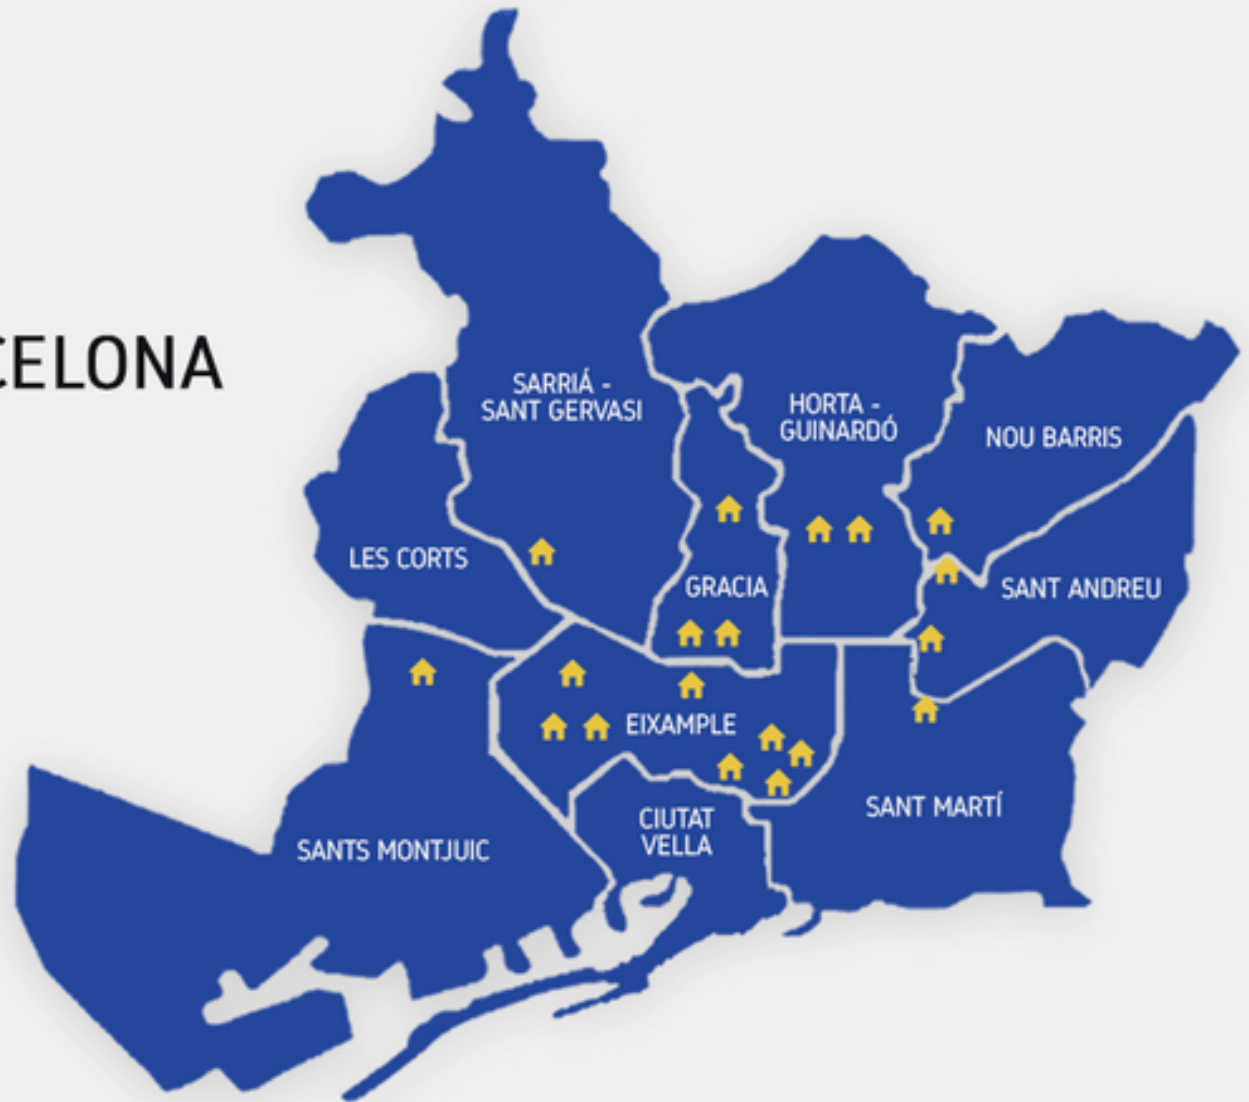 CELONA
SARRIÁ -
SANT GERVASI
HORTA -
GUINARDÓ
NOU BARRIS
LES CORTS
GRACIA
SANT ANDREU
EIXAMPLE
SANT MARTÍ
CIUTAT
VELLA
SANTS MONTJUIC